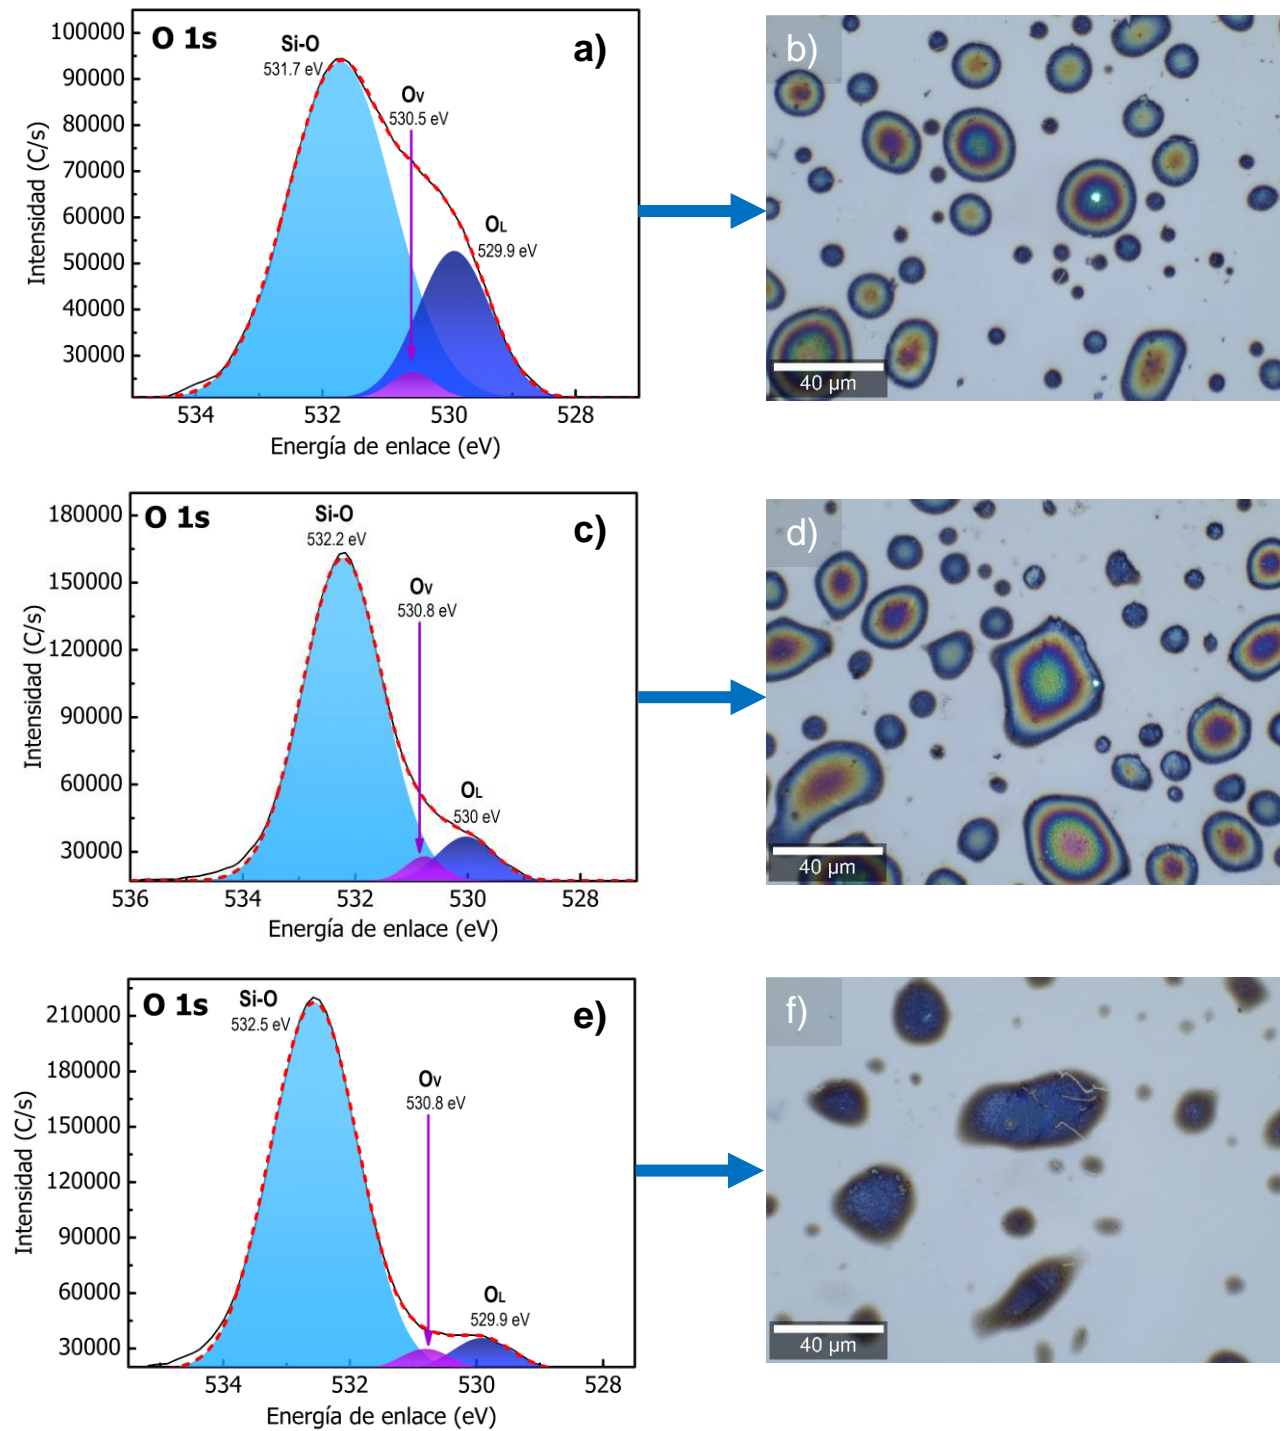 O 1s
a)
Si-O
531.7 eV
Ov
530.5 eV
OL
529.9 eV
100000
90000
80000
70000
60000
50000
40000
30000
Intensidad (C/s)
534
532
530
528
Energía de enlace (eV)
b)
40 µm
O 1s
c)
Si-O
532.2 eV
Ov
530.8 eV
OL
530 eV
180000
150000
120000
90000
60000
30000
Intensidad (C/s)
536
534
532
530
528
Energía de enlace (eV)
d)
40 µm
O 1s
e)
Si-O
532.5 eV
Ov
530.8 eV
OL
529.9 eV
210000
180000
150000
120000
90000
60000
30000
Intensidad (C/s)
534
532
530
528
Energía de enlace (eV)
f)
40 µm